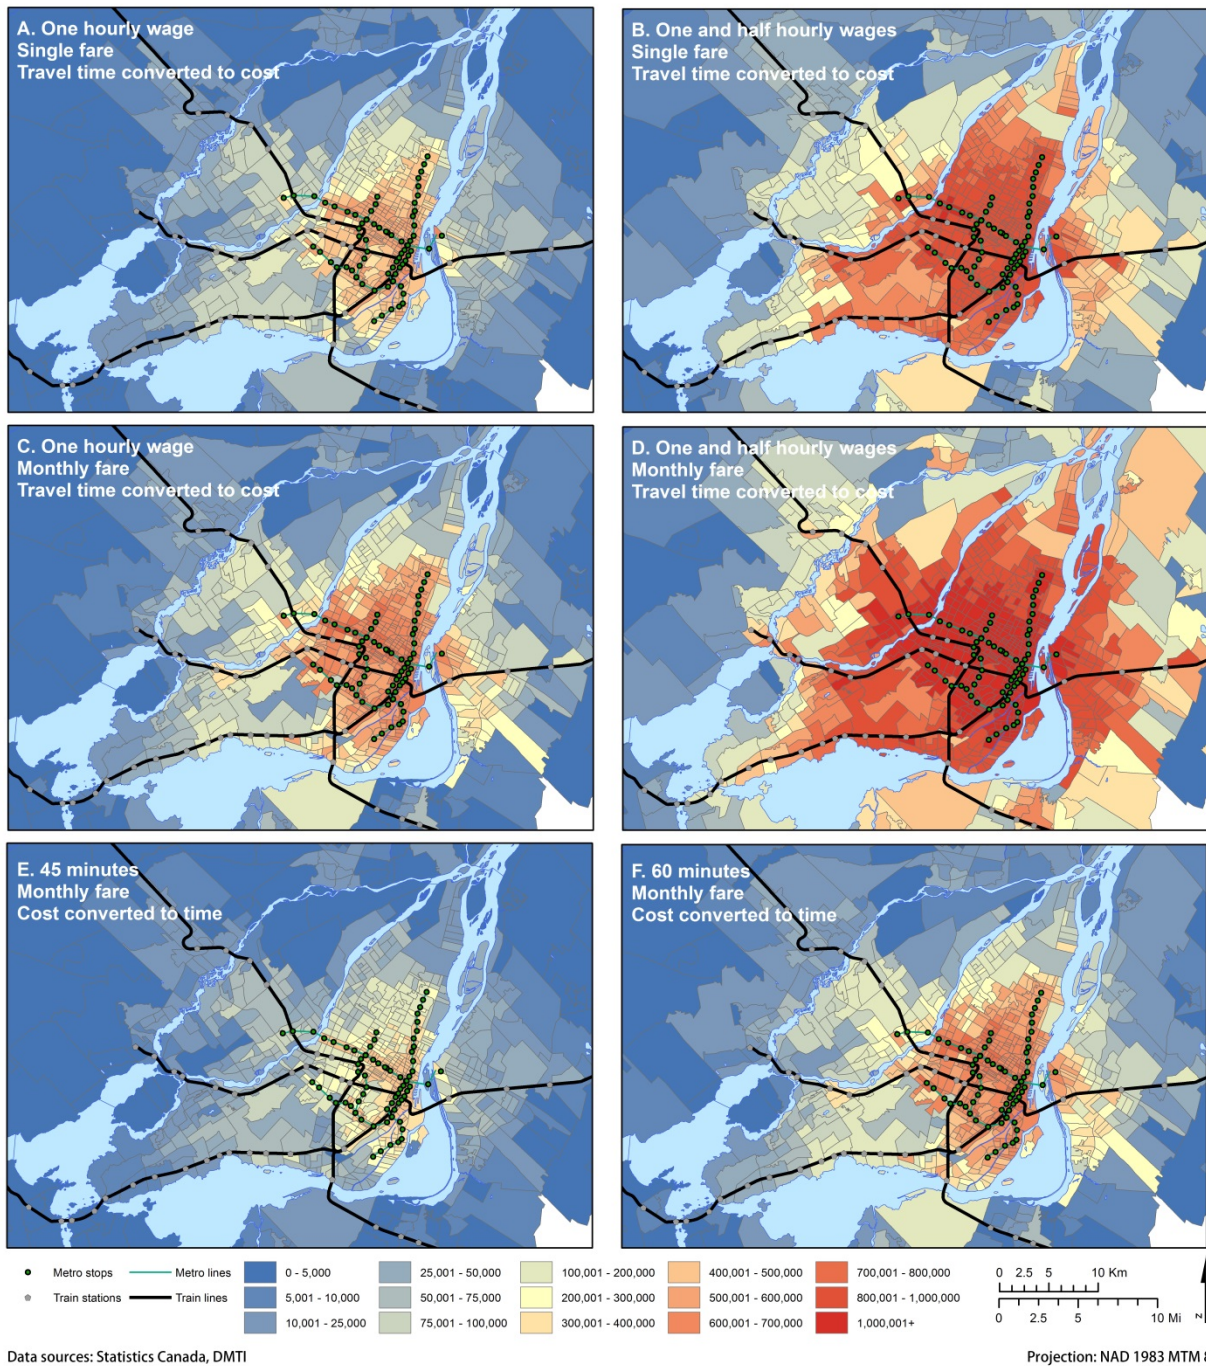 A. One hourly wage
Single fare
Travel time converted to cost
B. One and half hourly wages
Single fare
Travel time converted to cost
C. One hourly wage
Monthly fare
Travel time converted to cost
D. One and half hourly wages
Monthly fare
Travel time converted to cost
E. 45 minutes
Monthly fare
Cost converted to time
F. 60 minutes
Monthly fare
Cost converted to time
Metro stops
Metro lines
Train stations
Train lines
0 - 5,000
5,001 - 10,000
10,001 - 25,000
25,001 - 50,000
50,001 - 75,000
75,001 - 100,000
100,001 - 200,000
200,001 - 300,000
300,001 - 400,000
400,001 - 500,000
500,001 - 600,000
600,001 - 700,000
700,001 - 800,000
800,001 - 1,000,000
1,000,001+
0 2.5 5 10 Km
0 2.5 5 10 Mi
N
Data sources: Statistics Canada, DMTI
Projection: NAD 1983 MTM 8